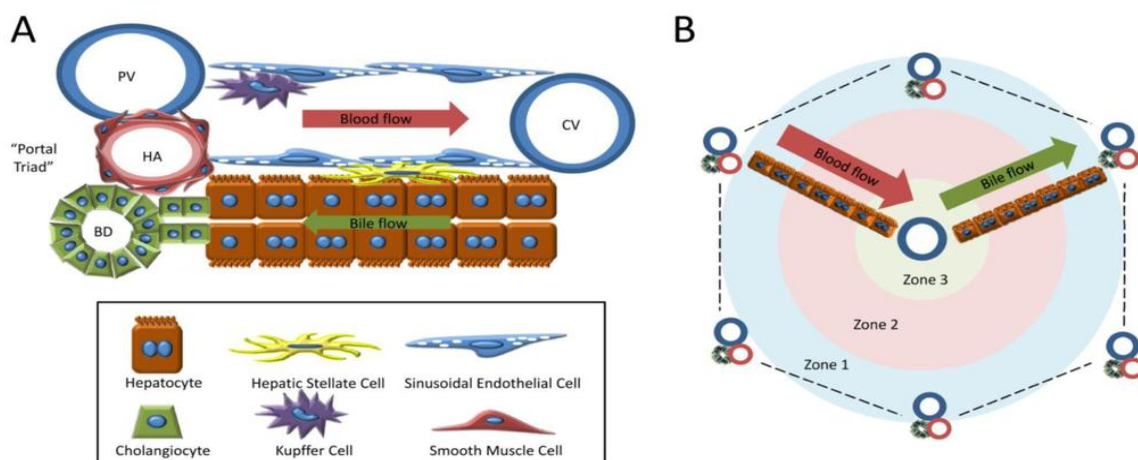 A
PV
Blood flow
CV
"Portal
Triad"
HA
Bile flow
BD
Hepatocyte
Hepatic Stellate Cell
Sinusoidal Endothelial Cell
Cholangiocyte
Kupffer Cell
Smooth Muscle Cell
B
Blood flow
Bile flow
Zone 3
Zone 2
Zone 1